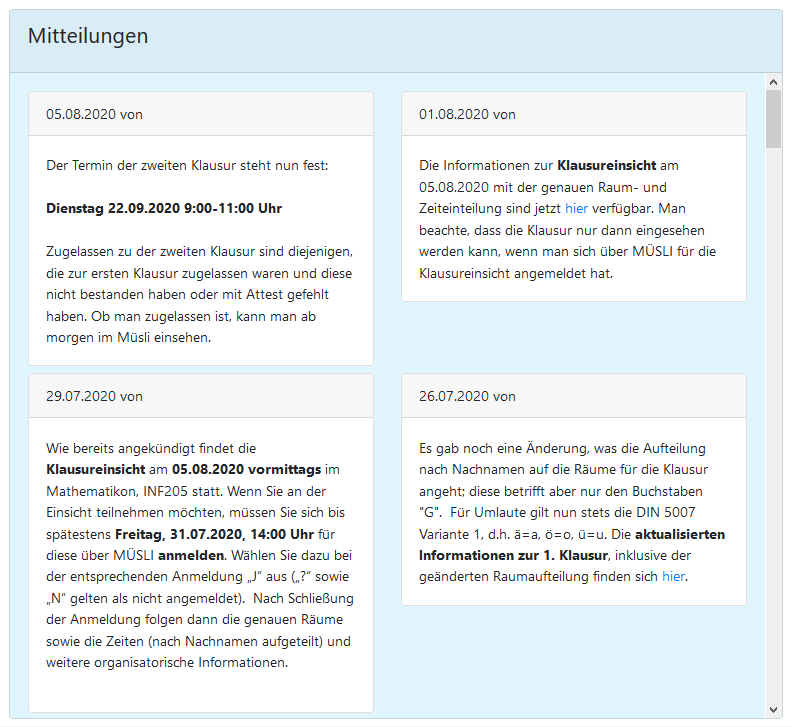 Mitteilungen
05.08.2020 von
Der Termin der zweiten Klausur steht nun fest:
Dienstag 22.09.2020 9:00-11:00 Uhr
Zugelassen zu der zweiten Klausur sind diejenigen,
die zur ersten Klausur zugelassen waren und diese
nicht bestanden haben oder mit Attest gefehlt
haben. Ob man zugelassen ist, kann man ab
morgen im Müsli einsehen.
01.08.2020 von
Die Informationen zur Klausureinsicht am
05.08.2020 mit der genauen Raum- und
Zeiteinteilung sind jetzt hier verfügbar. Man
beachte, dass die Klausur nur dann eingesehen
werden kann, wenn man sich über MÜSLI für die
Klausureinsicht angemeldet hat.
29.07.2020 von
Wie bereits angekündigt findet die
Klausureinsicht am 05.08.2020 vormittags im
Mathematikon, INF205 statt. Wenn Sie an der
Einsicht teilnehmen möchten, müssen Sie sich bis
spätestens Freitag, 31.07.2020, 14:00 Uhr für
diese über MÜSLI anmelden. Wählen Sie dazu bei
der entsprechenden Anmeldung „J“ aus („?“ sowie
„N“ gelten als nicht angemeldet).  Nach Schließung
der Anmeldung folgen dann die genauen Räume
sowie die Zeiten (nach Nachnamen aufgeteilt) und
weitere organisatorische Informationen.
26.07.2020 von
Es gab noch eine Änderung, was die Aufteilung
nach Nachnamen auf die Räume für die Klausur
angeht; diese betrifft aber nur den Buchstaben
"G".  Für Umlaute gilt nun stets die DIN 5007
Variante 1, d.h. ä=a, ö=o, ü=u. Die aktualisierten
Informationen zur 1. Klausur, inklusive der
geänderten Raumaufteilung finden sich hier.